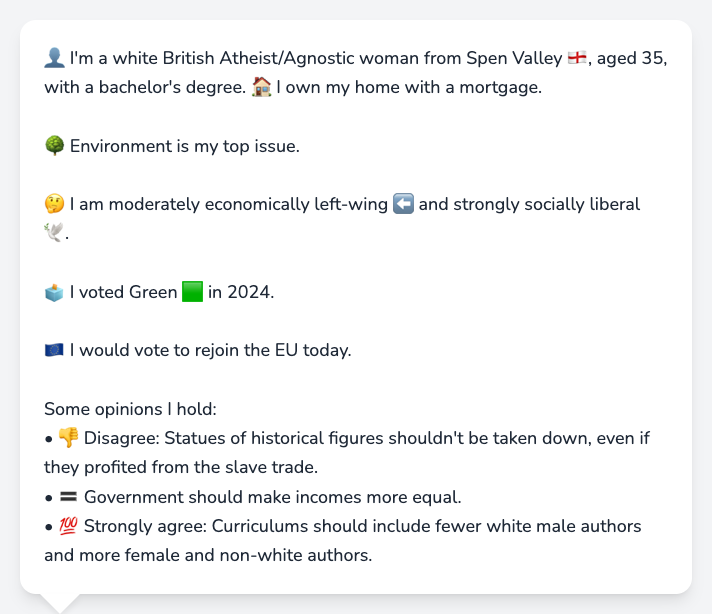 👤 I'm a white British Atheist/Agnostic woman from Spen Valley 🏴󠁧󠁢󠁥󠁮󠁧󠁿, aged 35,
with a bachelor's degree. 🏠 I own my home with a mortgage.
🌳 Environment is my top issue.
🤔 I am moderately economically left-wing ⬅️ and strongly socially liberal
🕊️.
🗳️ I voted Green 🟩 in 2024.
🇪🇺 I would vote to rejoin the EU today.
Some opinions I hold:
• 👎 Disagree: Statues of historical figures shouldn't be taken down, even if
they profited from the slave trade.
• 🟰 Government should make incomes more equal.
• 💯 Strongly agree: Curriculums should include fewer white male authors
and more female and non-white authors.